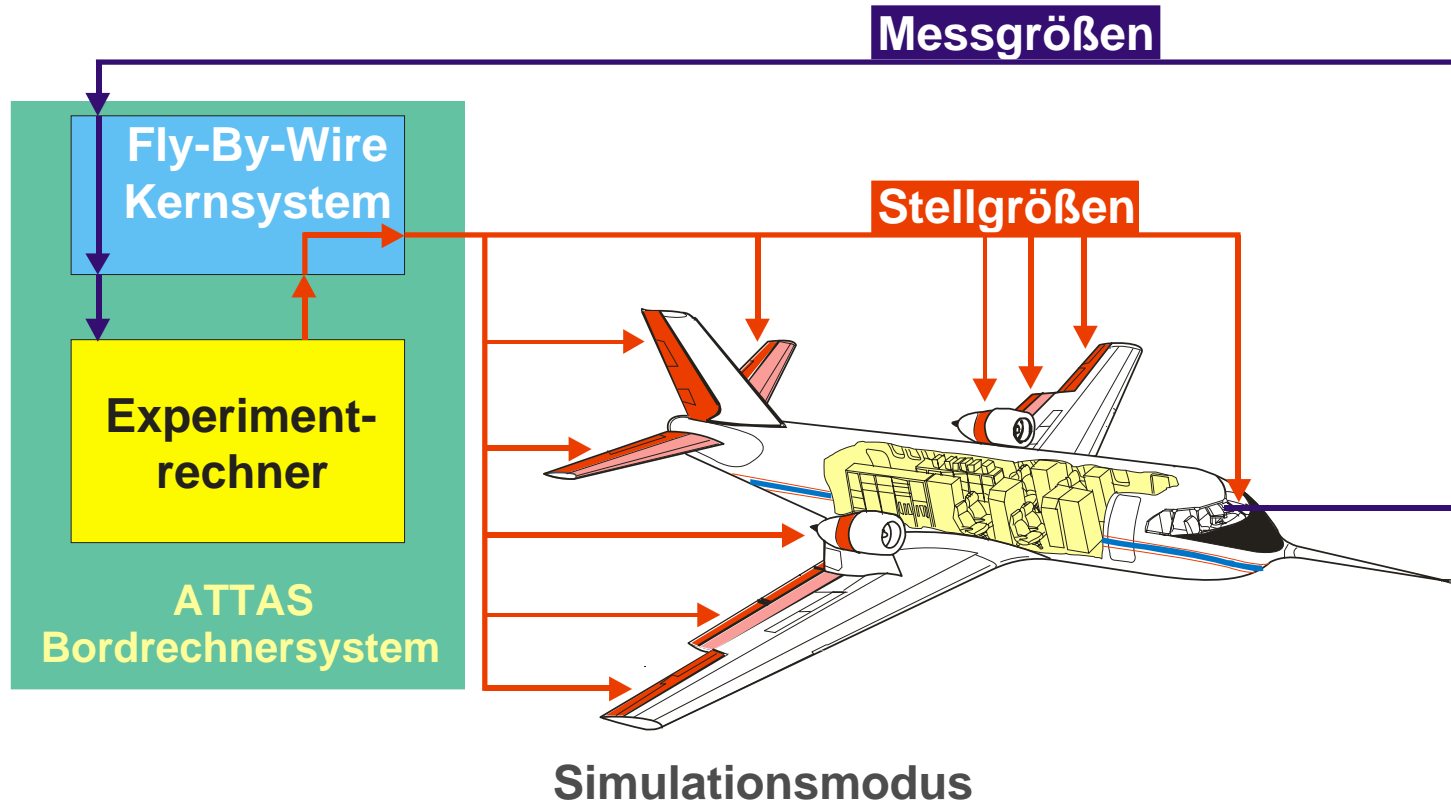 Messgrößen
Fly-By-Wire
Kernsystem
Stellgrößen
Experiment-
rechner
ATTAS
Bordrechnersystem
Simulationsmodus